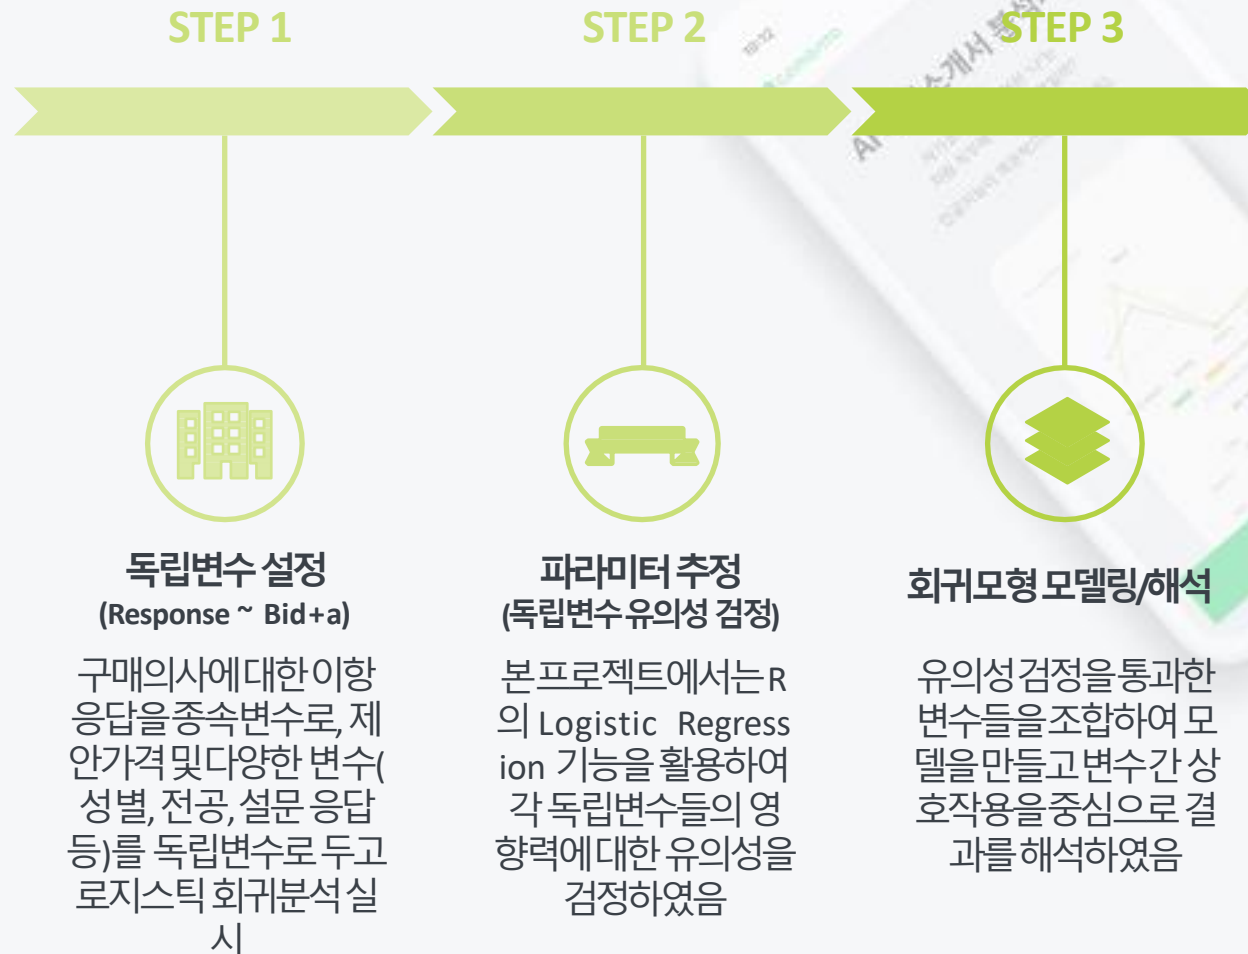 STEP 1
STEP 2
STEP 3
10:12
독립변수 설정
(Response ~ Bid+a)
구매의사에 대한 이항
응답을 종속변수로, 제
안가격 및 다양한 변수(
성별, 전공, 설문 응답
등)를 독립변수로 두고
로지스틱 회귀분석 실
시
파라미터 추정
(독립변수 유의성 검정)
본 프로젝트에서는 R
의 Logistic Regress
ion 기능을 활용하여
각 독립변수들의 영
향력에 대한 유의성을
검정하였음
회귀모형 모델링/해석
유의성 검정을 통과한
변수들을 조합하여 모
델을 만들고 변수 간 상
호작용을 중심으로 결
과를 해석하였음